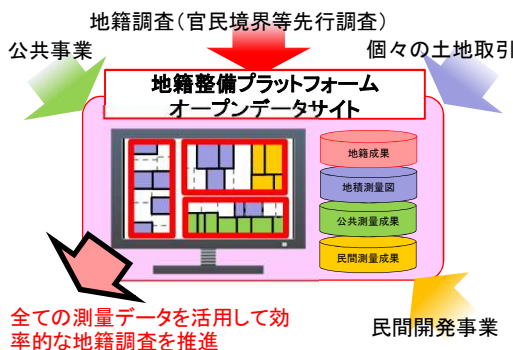 地籍調査（官民境界等先行調査）
公共事業
個々の土地取引
地籍整備プラットフォーム
オープンデータサイト
地籍成果
地積測量図
公共測量成果
民間測量成果
全ての測量データを活用して効
率的な地籍調査を推進
民間開発事業